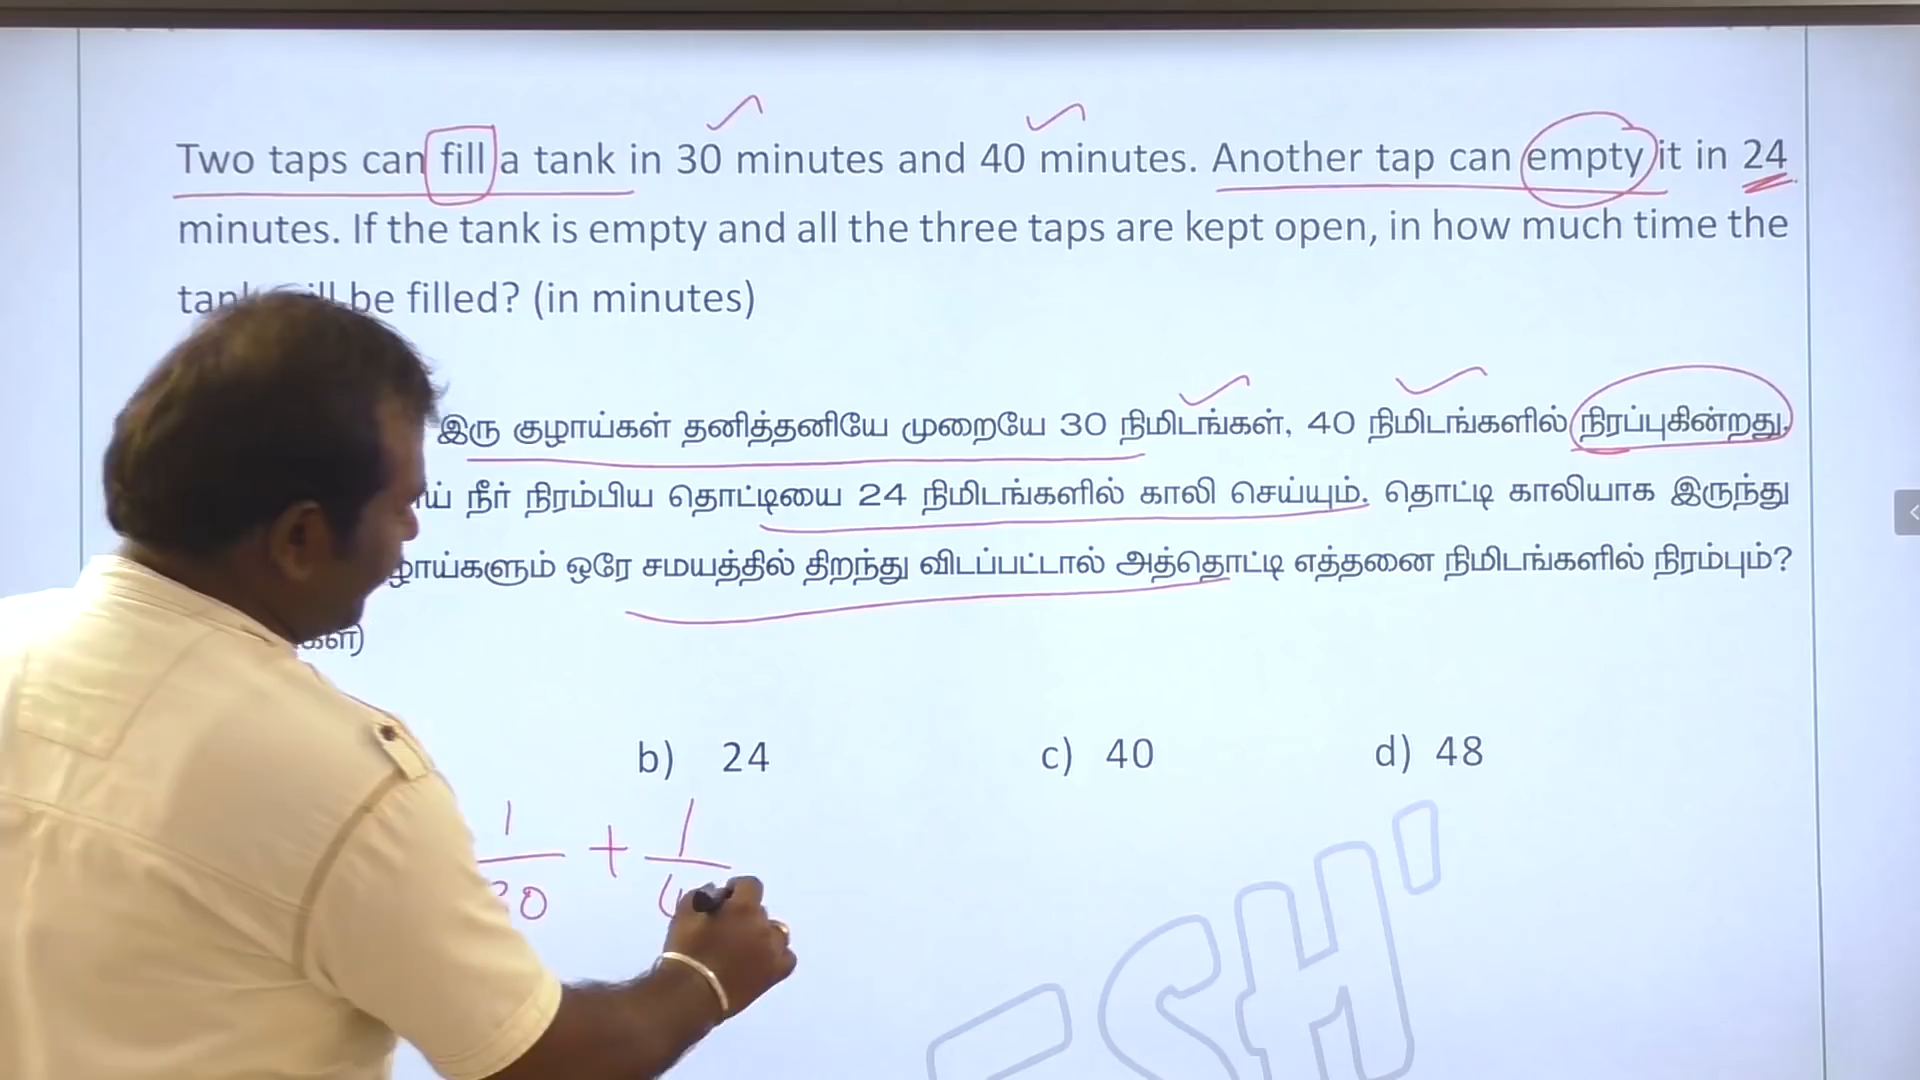 Two taps can fill a tank in 30 minutes and 40 minutes. Another tap can empty it in 24
minutes. If the tank is empty and all the three taps are kept open, in how much time the
be filled? (in minutes)
இரு குழாய்கள் தனித்தனியே முறையே 30 நிமிடங்கள், 40 நிமிடங்களில் நிரப்புகின்றது.
நீர் நிரம்பிய தொட்டியை 24 நிமிடங்களில் காலி செய்யும். தொட்டி காலியாக இருந்து
ஒரே சமயத்தில் திறந்து விடப்பட்டால் அத்தொட்டி எத்தனை நிமிடங்களில் நிரம்பும்?
b) 24 c) 40 d) 48
1 + 1